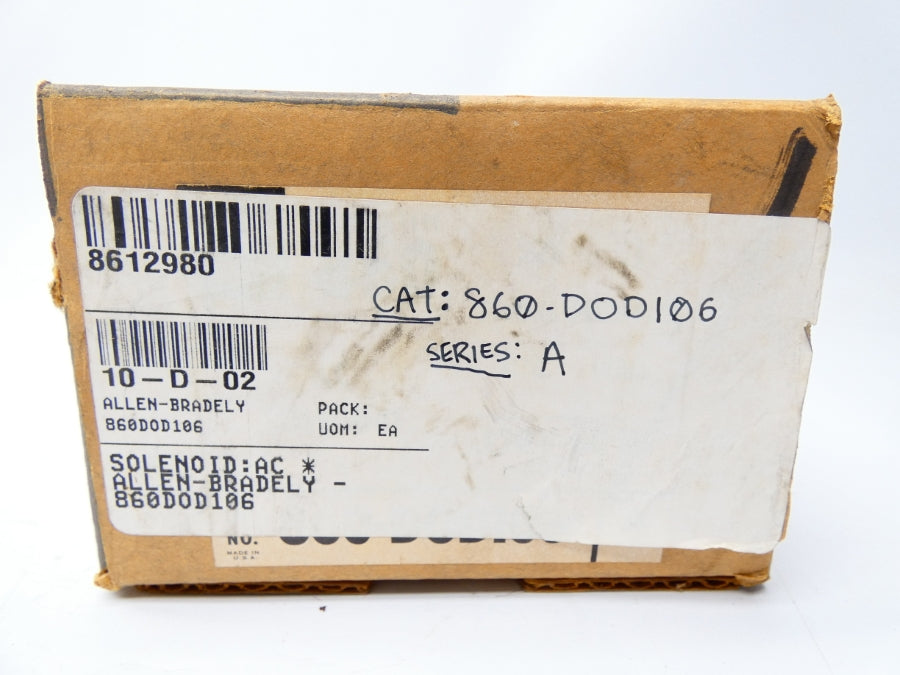 8612980
CAT: 860-DOD106
SERIES: A
10-D-02
ALLEN-BRADELY
860DOD106
PACK:
UOM: EA
SOLENOID:AC *
ALLEN-BRADELY -
860DOD106
NO.
MADE IN
U.S.A.